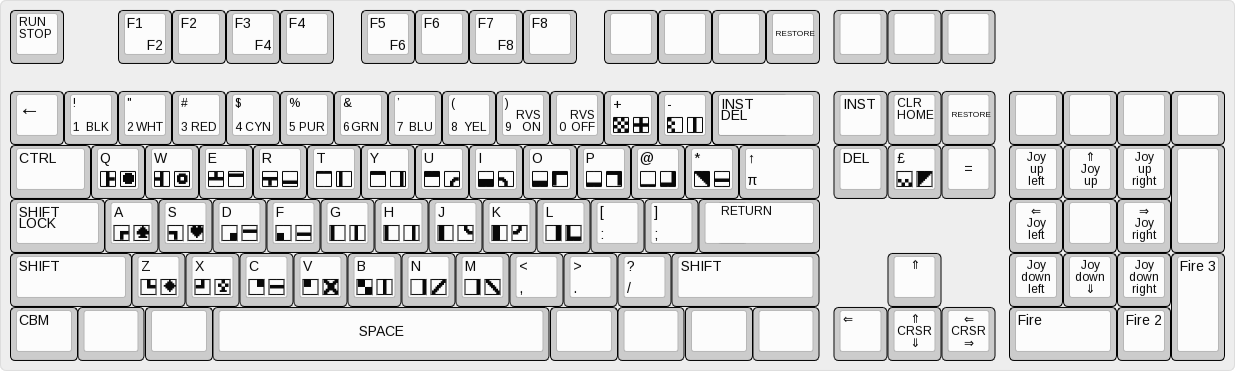 RUN
STOP
F1
F2
F2
F3
F4
F4
F5
F6
F6
F7
F8
F8
RESTORE
←
!
1 BLK
"
2 WHT
#
3 RED
$
4 CYN
%
5 PUR
&
6 GRN
'
7 BLU
(
8 YEL
)
RVS
9 ON
RVS
0 OFF
+
-
INST
DEL
INST
CLR
HOME
RESTORE
CTRL
Q
W
E
R
T
Y
U
I
O
P
@
*
↑
π
DEL
£
=
Joy
up
left
⇑
Joy
up
Joy
up
right
SHIFT
LOCK
A
S
D
F
G
H
J
K
L
[
:
]
;
RETURN
⇐
Joy
left
⇒
Joy
right
SHIFT
Z
X
C
V
B
N
M
<
,
>
.
?
/
SHIFT
⇑
Joy
down
left
Joy
down
⇓
Joy
down
right
Fire 3
CBM
SPACE
⇐
⇑
CRSR
⇓
⇐
CRSR
⇒
Fire
Fire 2